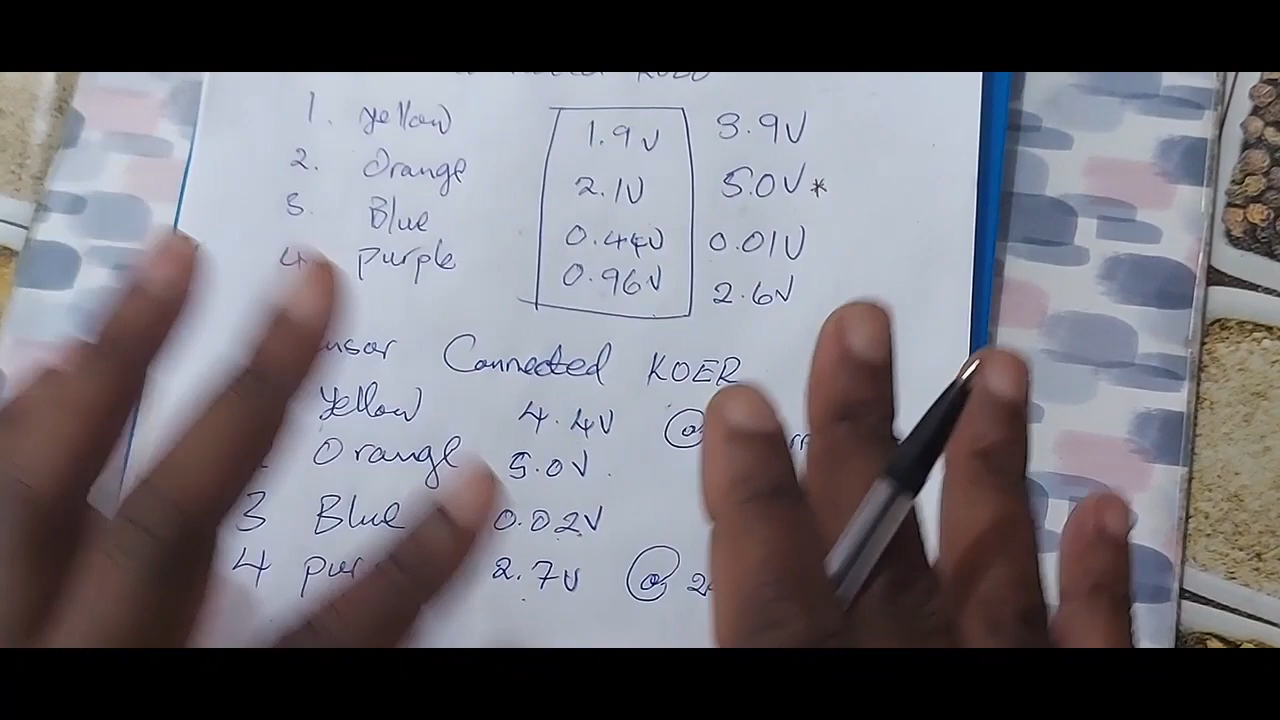 1. yellow 1.9V 3.9V
2. Orange 2.1V 5.0V *
3. Blue 0.44V 0.01V
4. purple 0.96V 2.6V
Connected KOER
Yellow 4.4V @
Orange 5.0V
3 Blue 0.02V
4 2.7V @